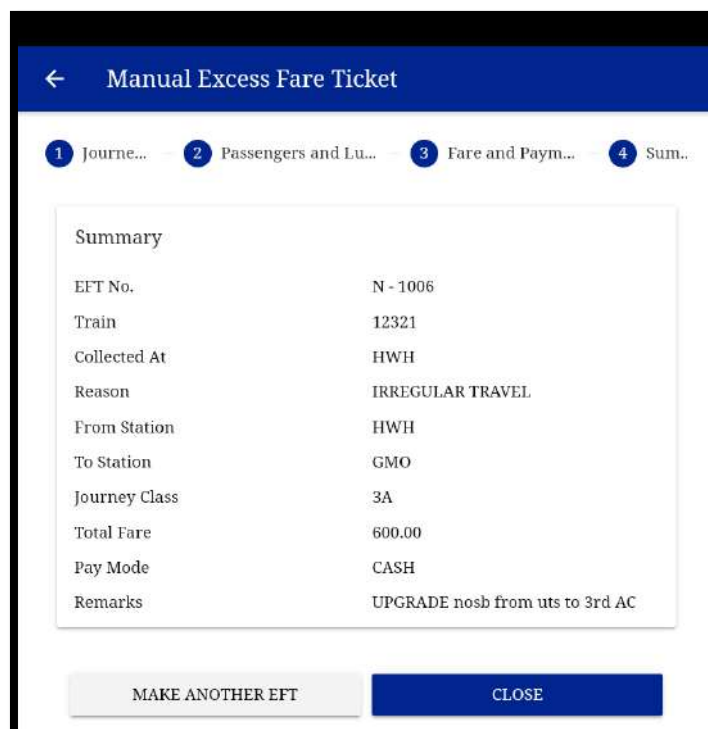 Manual Excess Fare Ticket
1 Journe... 2 Passengers and Lu... 3 Fare and Paym... 4 Sum..
Summary
EFT No. N - 1006
Train 12321
Collected At HWH
Reason IRREGULAR TRAVEL
From Station HWH
To Station GMO
Journey Class 3A
Total Fare 600.00
Pay Mode CASH
Remarks UPGRADE nosb from uts to 3rd AC
MAKE ANOTHER EFT CLOSE